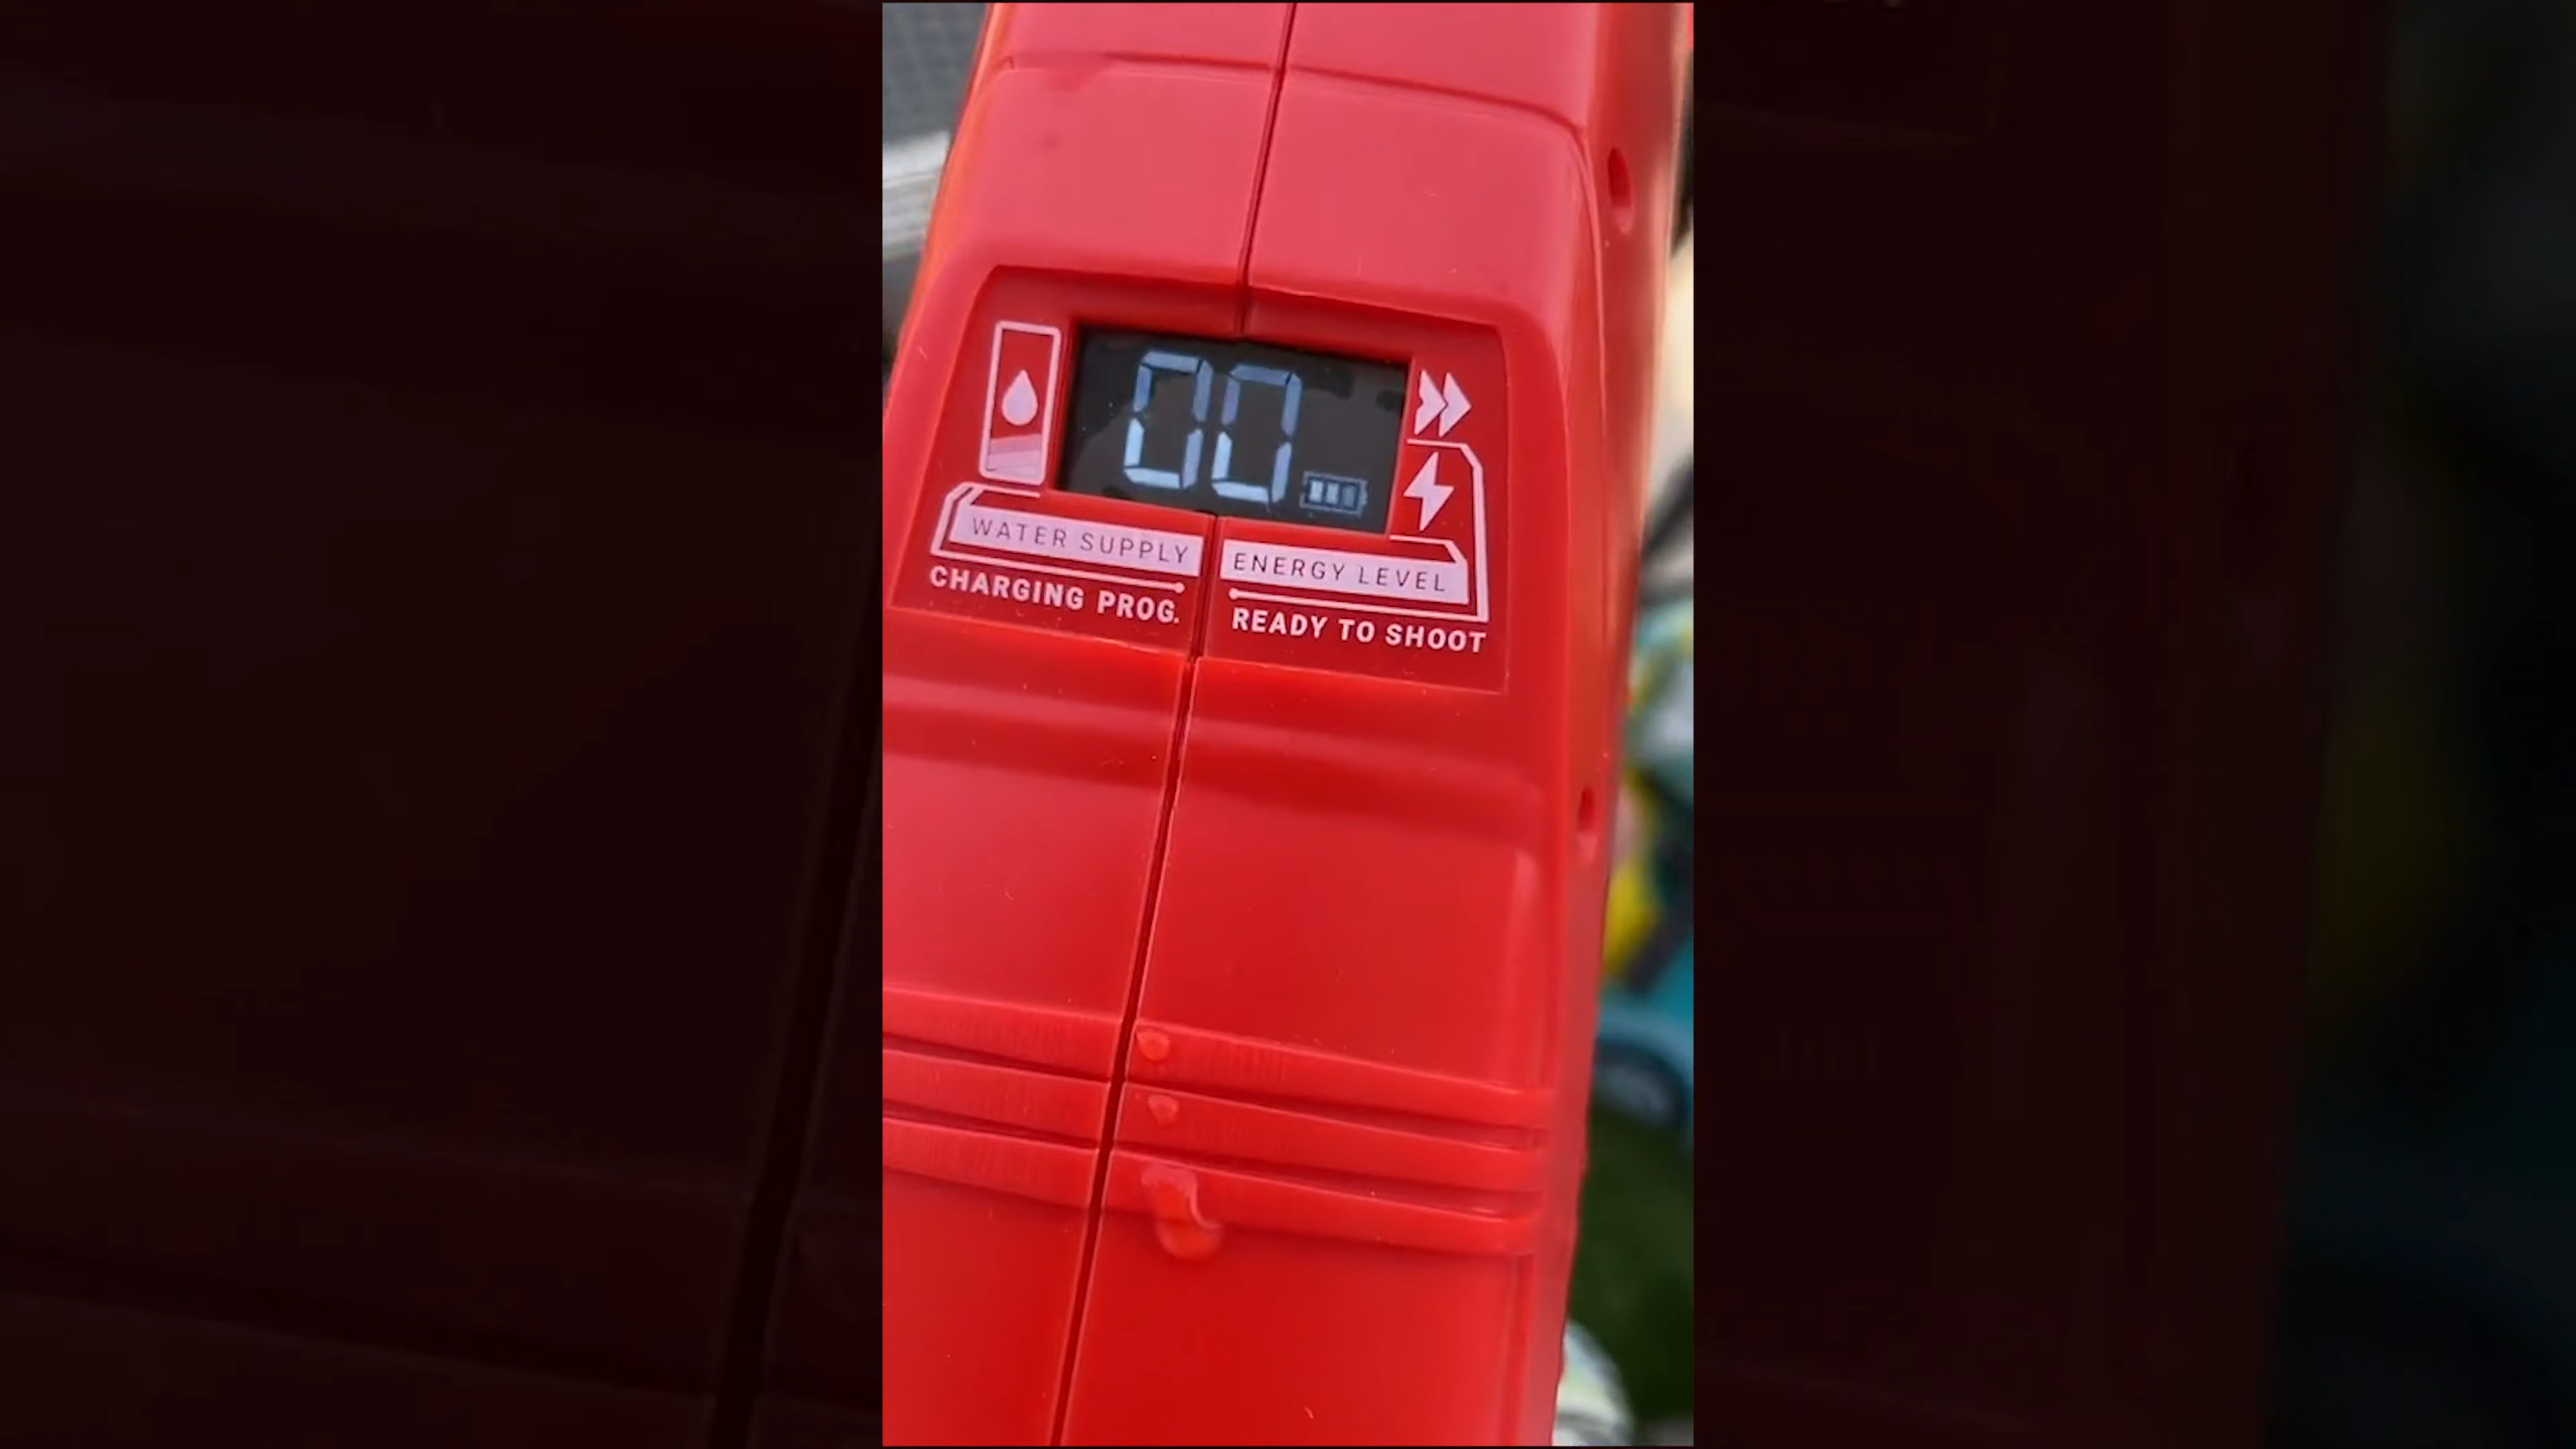 00
WATER SUPPLY
ENERGY LEVEL
CHARGING PROG.
READY TO SHOOT